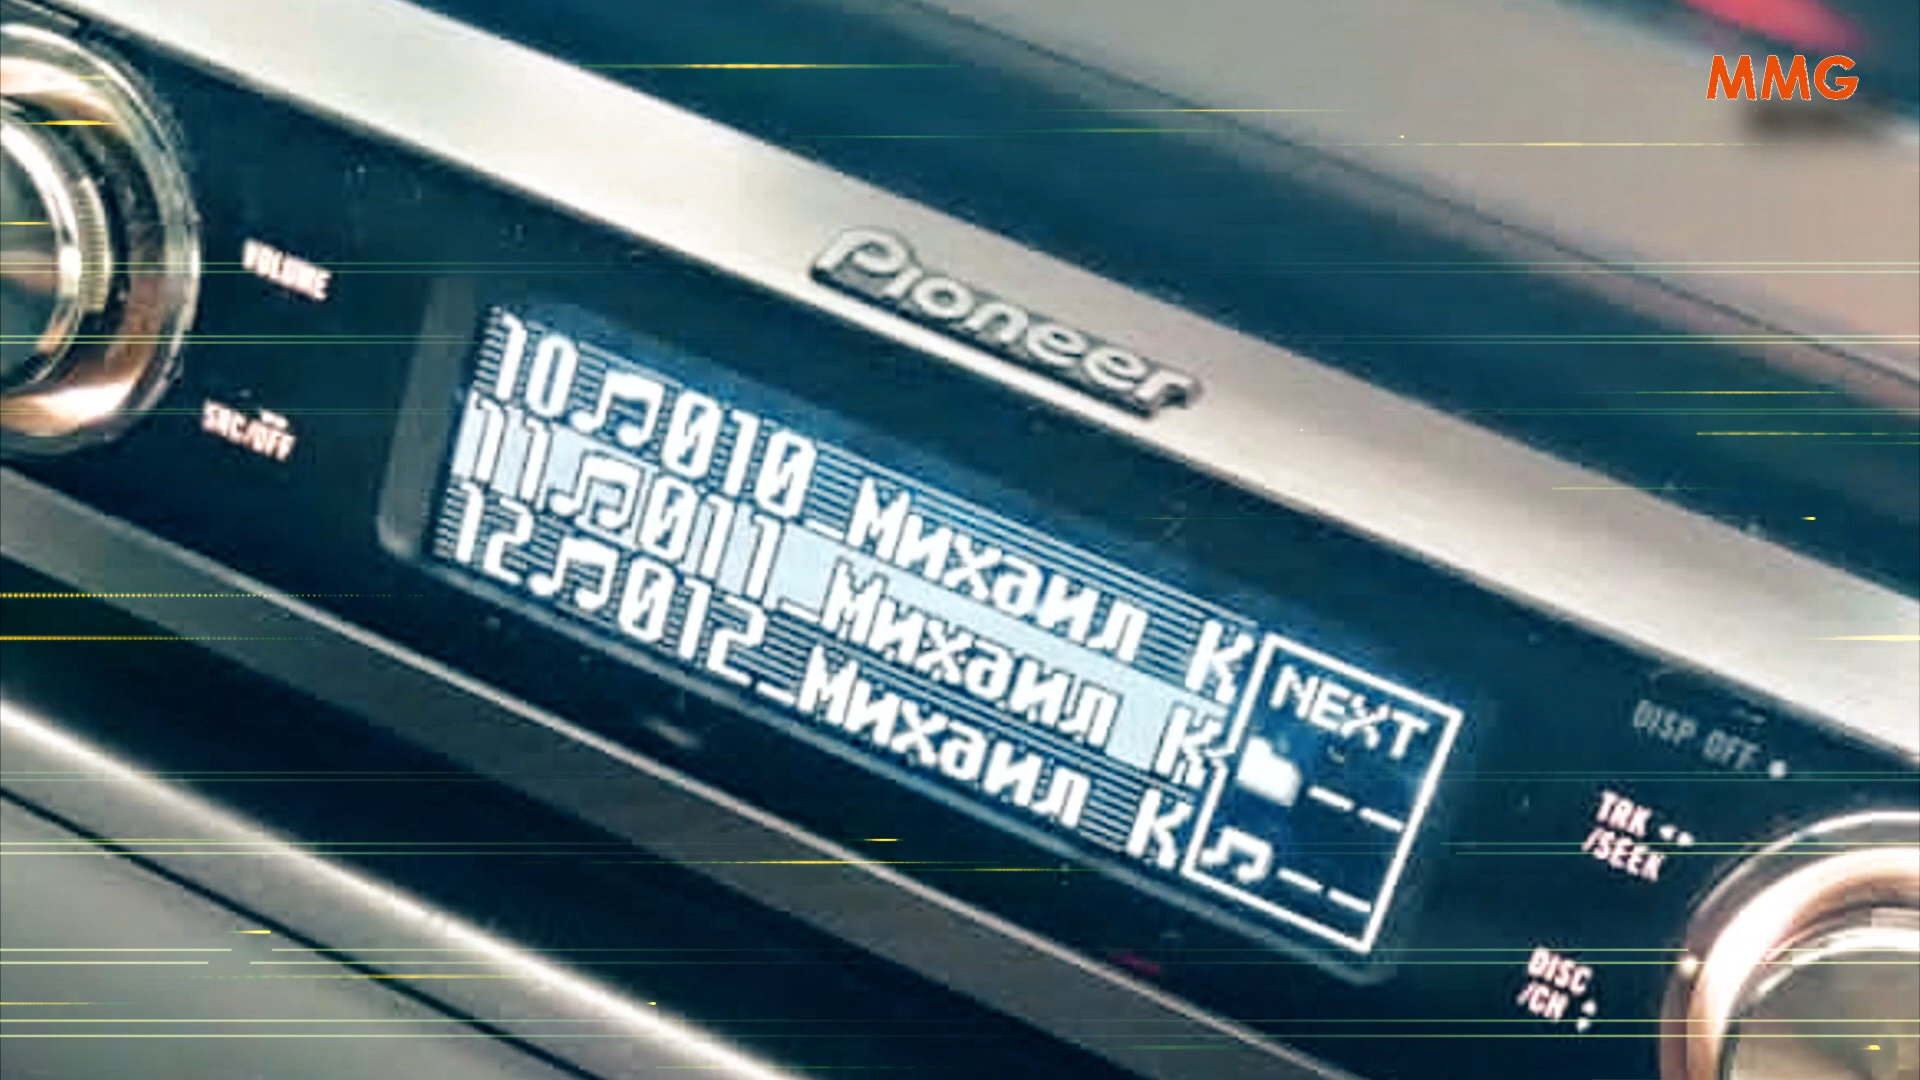 MMG
Pioneer
VOLUME
SRC/OFF
10 ♫ 010_Михаил К
11 ♫ 011_Михаил К
12 ♫ 012_Михаил К
NEXT
--
--
DISP OFF
TRK
/SEEK
DISC
/CH